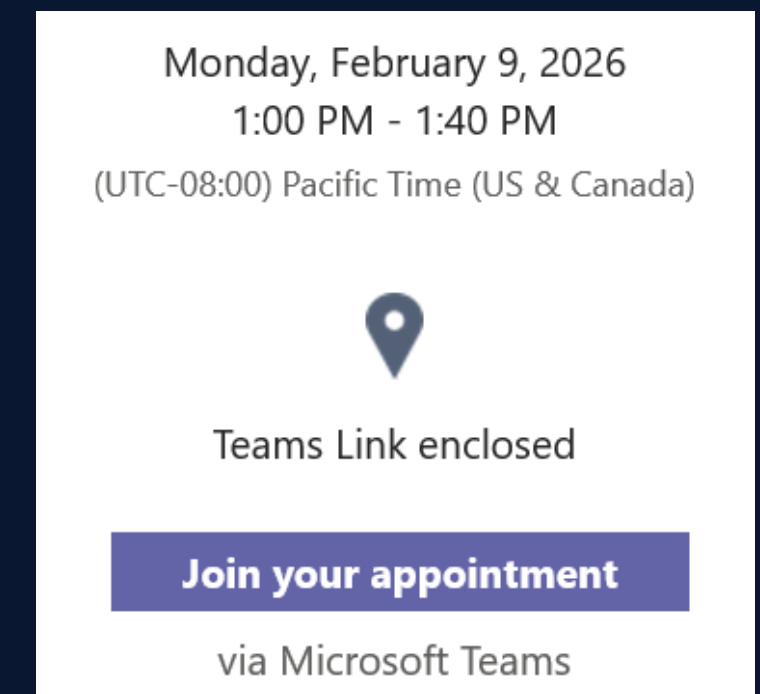 Monday, February 9, 2026
1:00 PM - 1:40 PM
(UTC-08:00) Pacific Time (US & Canada)
Teams Link enclosed
Join your appointment
via Microsoft Teams